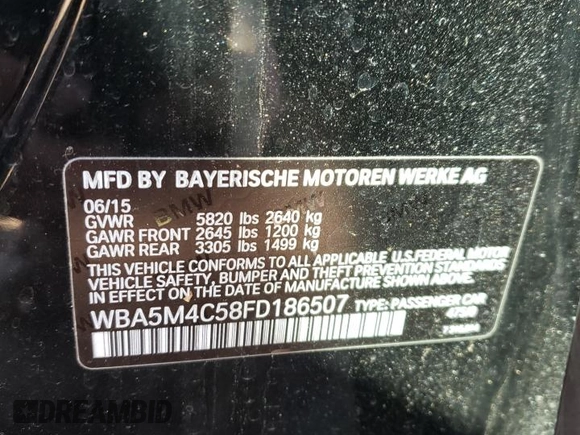 MFD BY BAYERISCHE MOTOREN WERKE AG
06/15
GVWR 5820 lbs 2640 kg
GAWR FRONT 2645 lbs 1200 kg
GAWR REAR 3305 lbs 1499 kg
THIS VEHICLE CONFORMS TO ALL APPLICABLE U.S.FEDERAL MOTOR
VEHICLE SAFETY, BUMPER AND THEFT PREVENTION STANDARDS
IN EFFECT ON THE DATE OF MANUFACTURE SHOWN ABOVE.
WBA5M4C58FD186507 TYPE: PASSENGER CAR
DREAMBID